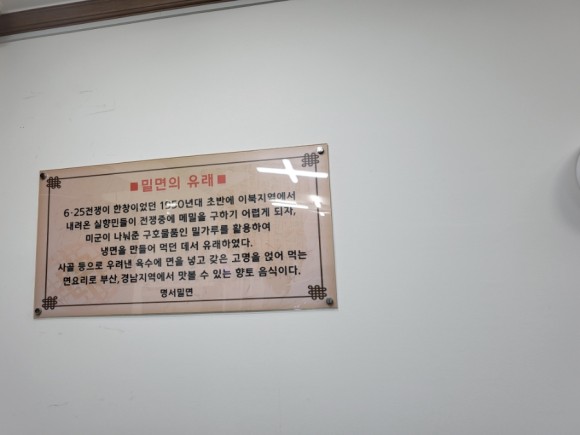 ■밀면의 유래■
6·25전쟁이 한창이었던 1950년대 초반에 이북지역에서
내려온 실향민들이 전쟁중에 메밀을 구하기 어렵게 되자,
미군이 나눠준 구호물품인 밀가루를 활용하여
냉면을 만들어 먹던 데서 유래하였다.
사골 등으로 우려낸 육수에 면을 넣고 갖은 고명을 얹어 먹는
면요리로 부산,경남지역에서 맛볼 수 있는 향토 음식이다.
명서밀면